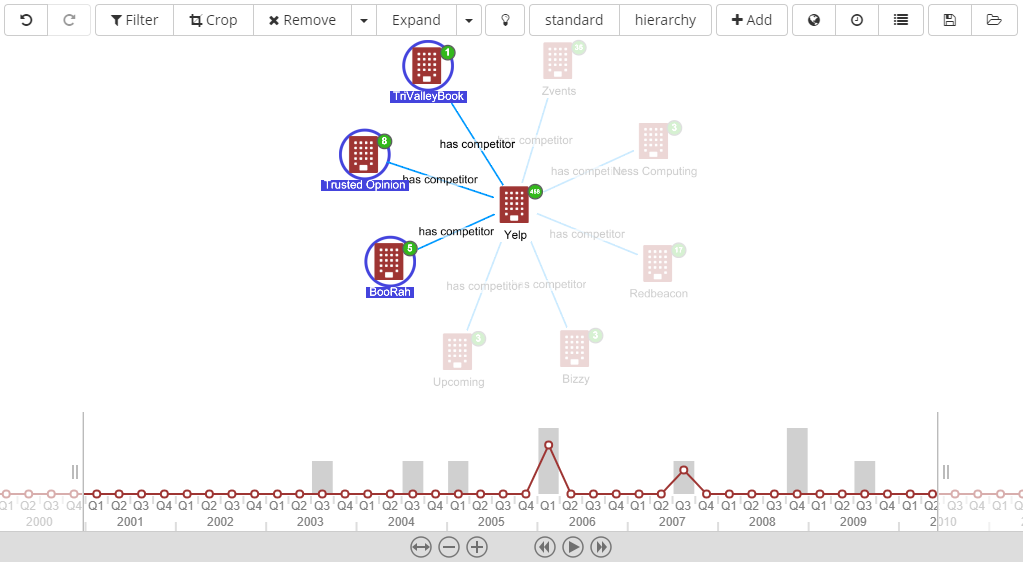 Filter Crop Remove Expand standard hierarchy Add
1
TriValleyBook
36
Zvents
has competitor
has competitor
8
Trusted Opinion
has competitor
3
Ness Computing
has competitor
468
Yelp
has competitor
has competitor
5
BooRah
17
Redbeacon
has competitor
has competitor
3
Upcoming
3
Bizzy
Q1 Q2 Q3 Q4 Q1 Q2 Q3 Q4 Q1 Q2 Q3 Q4 Q1 Q2 Q3 Q4 Q1 Q2 Q3 Q4 Q1 Q2 Q3 Q4 Q1 Q2 Q3 Q4 Q1 Q2 Q3 Q4 Q1 Q2 Q3 Q4 Q1 Q2 Q3 Q4 Q1 Q2 Q3 Q4 Q1
2000 2001 2002 2003 2004 2005 2006 2007 2008 2009 2010